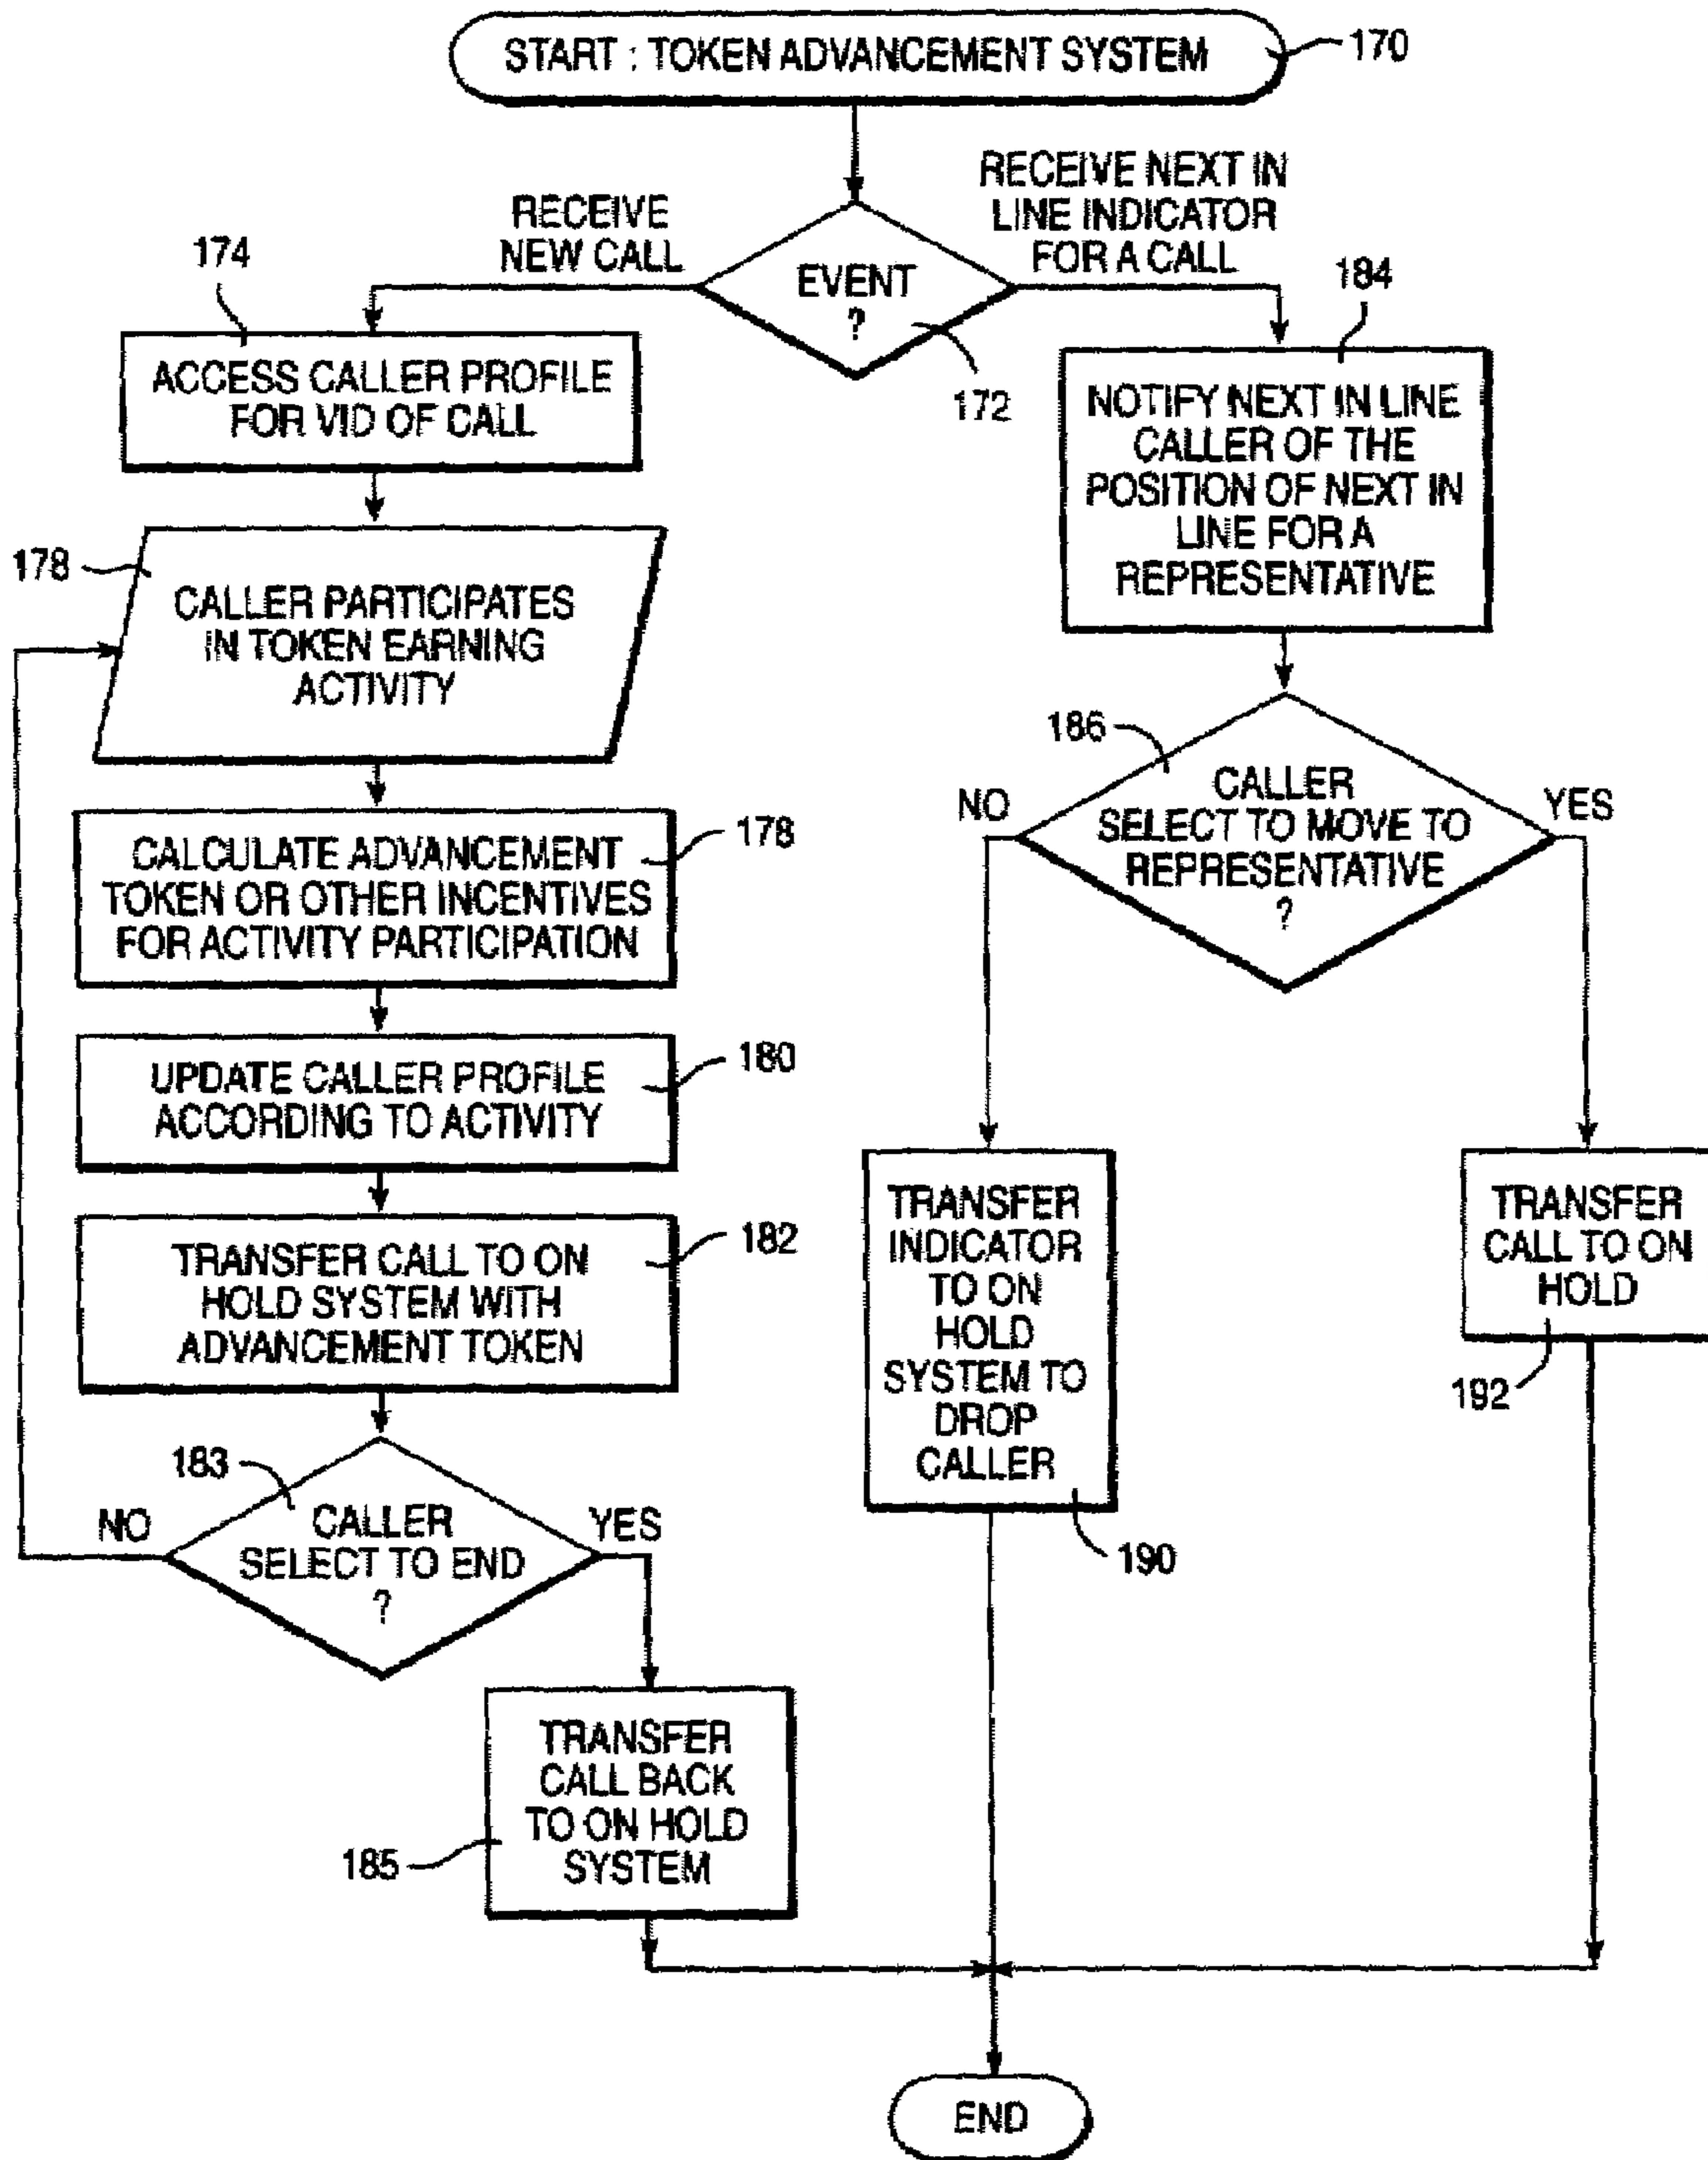 START : TOKEN ADVANCEMENT SYSTEM
170
RECEIVE
NEW CALL
RECEIVE NEXT IN
LINE INDICATOR
FOR A CALL
EVENT
?
172
174
ACCESS CALLER PROFILE
FOR VID OF CALL
184
NOTIFY NEXT IN LINE
CALLER OF THE
POSITION OF NEXT IN
LINE FOR A
REPRESENTATIVE
178
CALLER PARTICIPATES
IN TOKEN EARNING
ACTIVITY
186
CALLER
SELECT TO MOVE TO
REPRESENTATIVE
?
NO
YES
178
CALCULATE ADVANCEMENT
TOKEN OR OTHER INCENTIVES
FOR ACTIVITY PARTICIPATION
180
UPDATE CALLER PROFILE
ACCORDING TO ACTIVITY
182
TRANSFER CALL TO ON
HOLD SYSTEM WITH
ADVANCEMENT TOKEN
TRANSFER
INDICATOR
TO ON
HOLD
SYSTEM TO
DROP
CALLER
190
TRANSFER
CALL TO ON
HOLD
192
183
CALLER
SELECT TO END
?
NO
YES
TRANSFER
CALL BACK
TO ON HOLD
SYSTEM
185
END